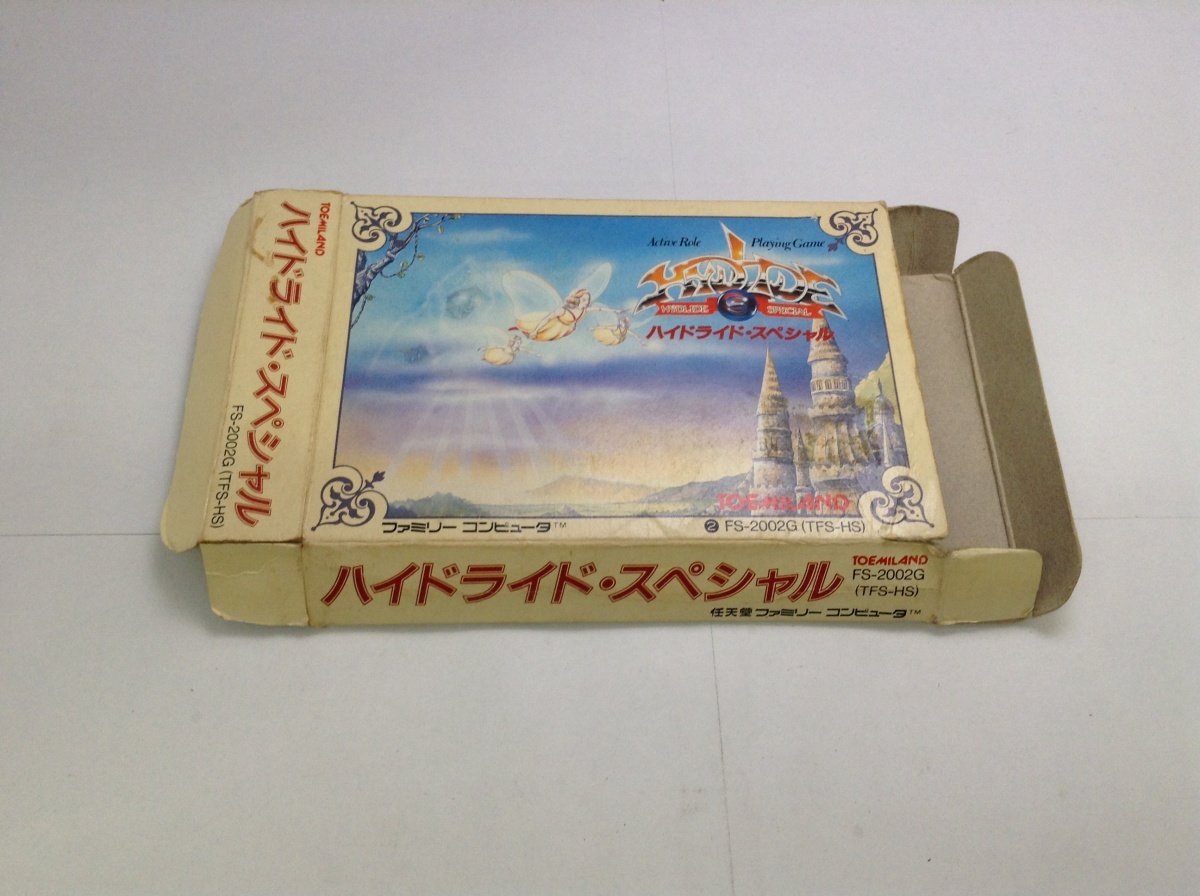 TOEMILAND
ハイドライド・スペシャル
FS-2002G (TFS-HS)
Active Role Playing Game
HYDLIDE
HYDLIDE SPECIAL
ハイドライド・スペシャル
TOEMILAND
ファミリー コンピュータ™
② FS-2002G (TFS-HS)
ハイドライド・スペシャル
TOEMILAND
FS-2002G
(TFS-HS)
任天堂 ファミリー コンピュータ™